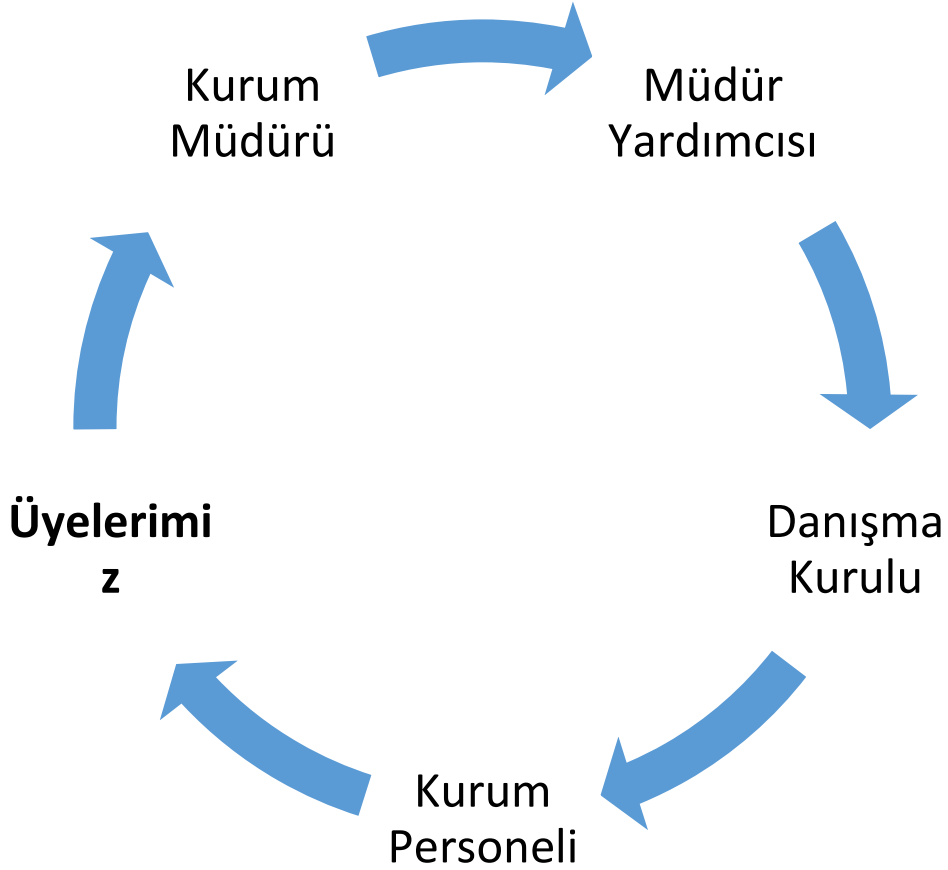 Kurum
Müdürü
Müdür
Yardımcısı
Danışma
Kurulu
Kurum
Personeli
Üyelerimi
z